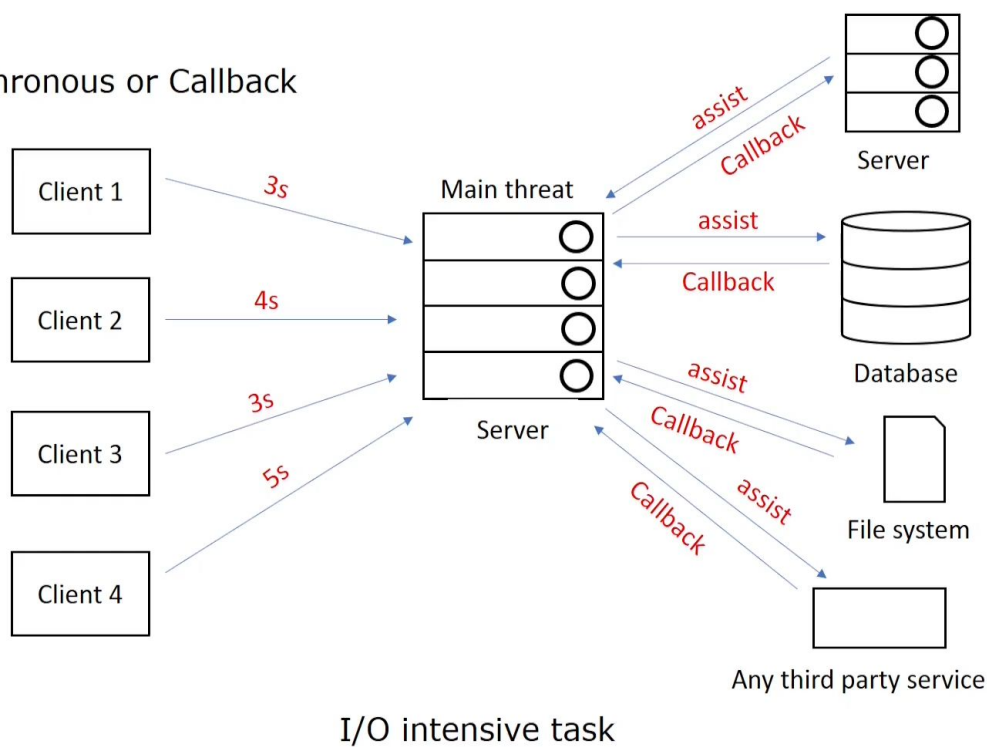 hronous or Callback
Client 1
3s
Client 2
4s
Client 3
3s
Client 4
5s
Main threat
Server
assist
Callback
Server
assist
Callback
Database
assist
Callback
File system
assist
Callback
Any third party service
I/O intensive task